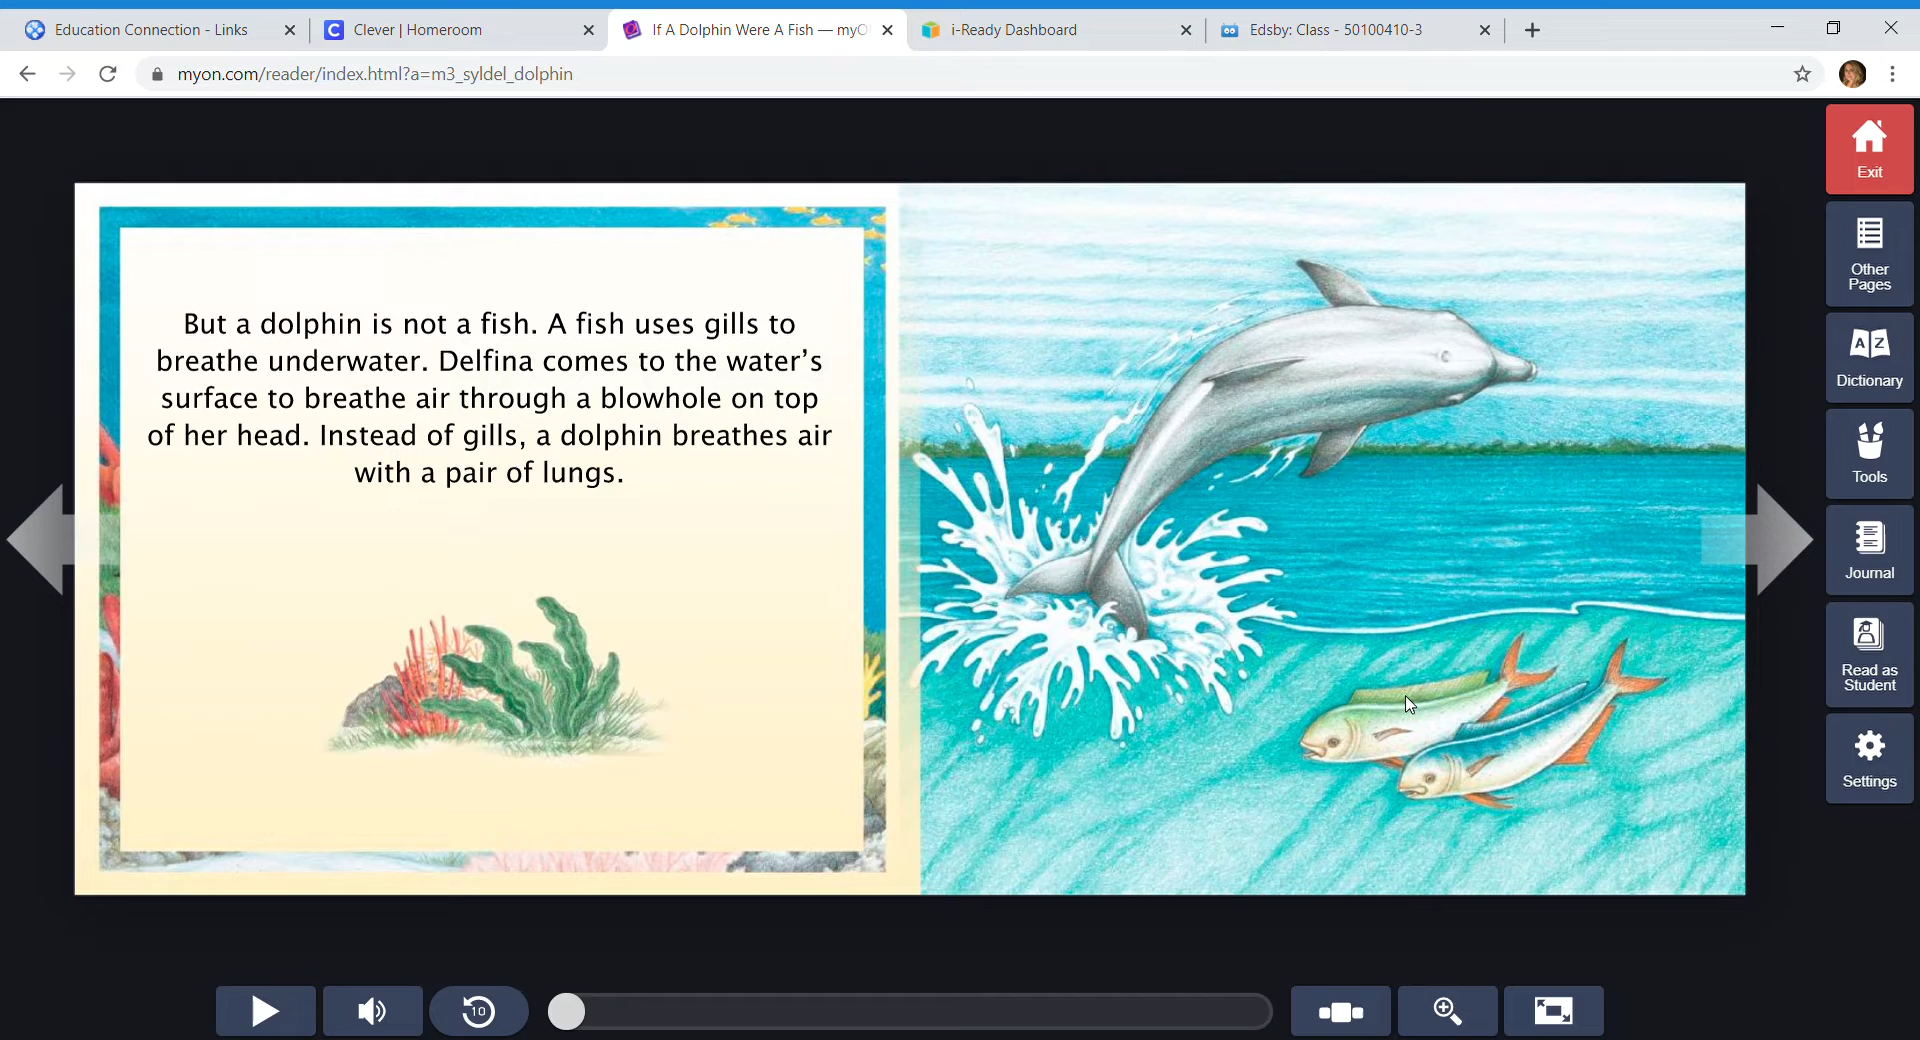 Education Connection - Links
Clever | Homeroom
If A Dolphin Were A Fish — myO
i-Ready Dashboard
Edsby: Class - 50100410-3
myon.com/reader/index.html?a=m3_syldel_dolphin
But a dolphin is not a fish. A fish uses gills to
breathe underwater. Delfina comes to the water’s
surface to breathe air through a blowhole on top
of her head. Instead of gills, a dolphin breathes air
with a pair of lungs.
Exit
Other
Pages
A Z
Dictionary
Tools
Journal
Read as
Student
Settings
10